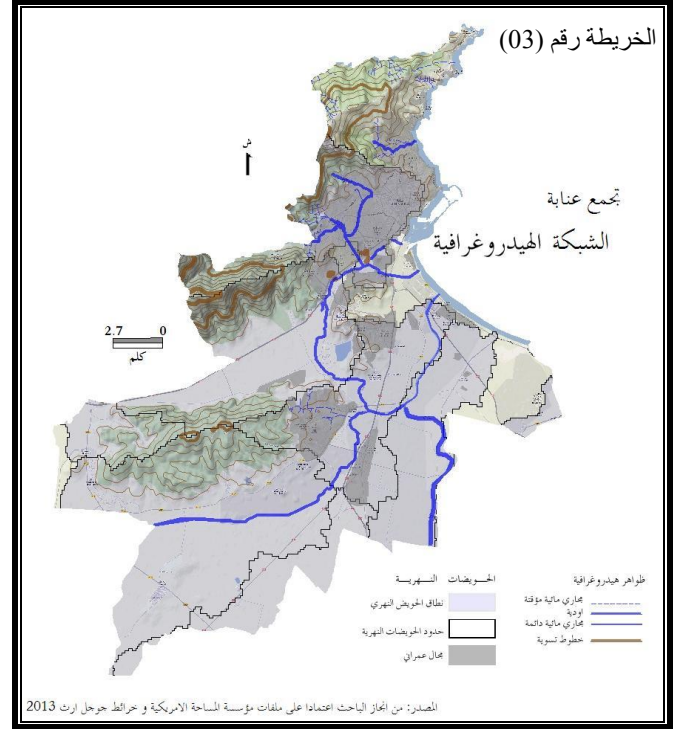 الخريطة رقم (03)
ش
تجمع عنابة
الشبكة الهيدروغرافية
2.7 0
كلم
ظواهر هيدروغرافية
مجاري مائية مؤقتة
اودية
مجاري مائية دائمة
خطوط تسوية
الحـــويضات النـــهريـــة
نطاق الحويض النهري
حدود الحويضات النهرية
مجال عمراني
المصدر: من انجاز الباحث اعتمادا على ملفات مؤسسة المساحة الامريكية و خرائط جوجل ارث 2013